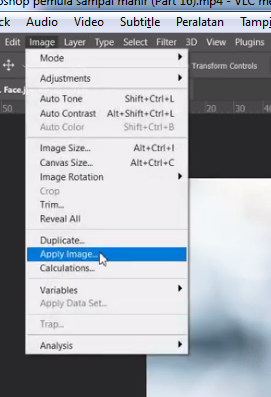 shop pemula sampai mahir (Part 16).mp4 - VLC me
ck Audio Video Subtitle Peralatan Tampi
Edit Image Layer Type Select Filter 3D View Plugins
Mode
Transform Controls
Adjustments
Face.j
Auto Tone Shift+Ctrl+L
50
40
Auto Contrast Alt+Shift+Ctrl+L
Auto Color Shift+Ctrl+B
Image Size... Alt+Ctrl+I
Canvas Size... Alt+Ctrl+C
Image Rotation
Crop
Trim...
Reveal All
Duplicate...
Apply Image...
Calculations...
Variables
Apply Data Set...
Trap...
Analysis